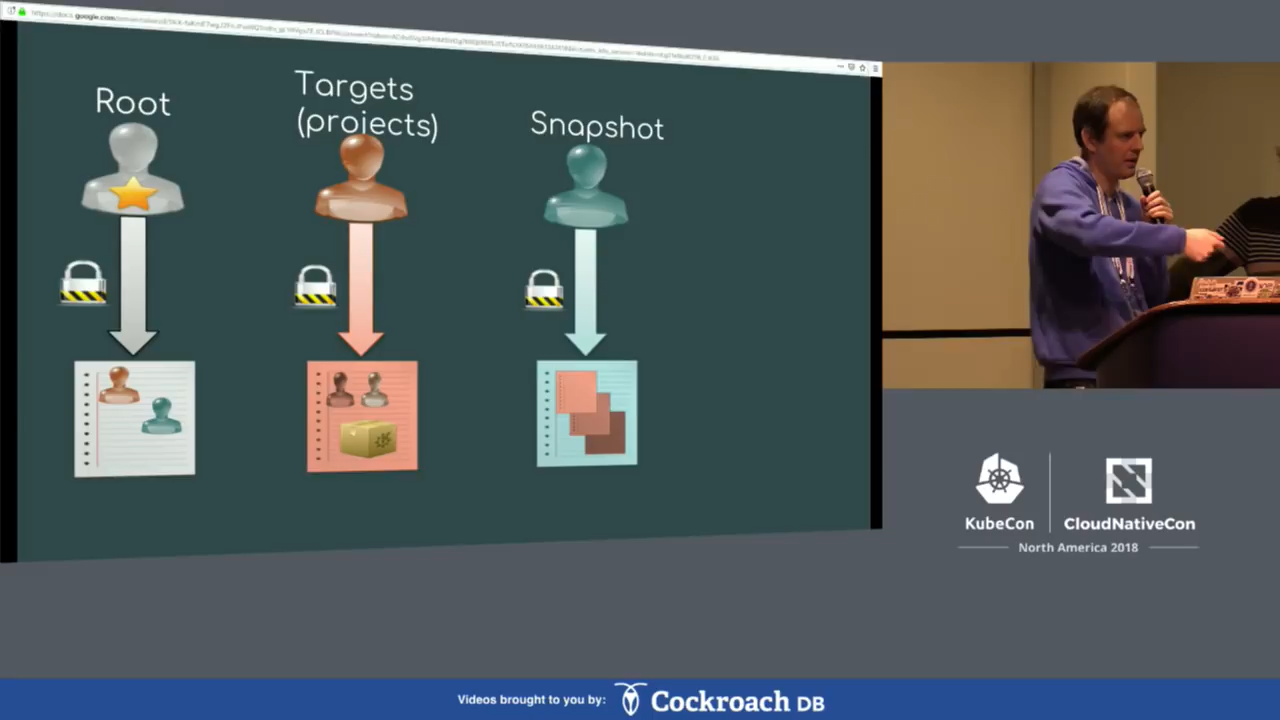 Root
Targets
(projects)
Snapshot
KubeCon
CloudNativeCon
North America 2018
Videos brought to you by:
Cockroach DB